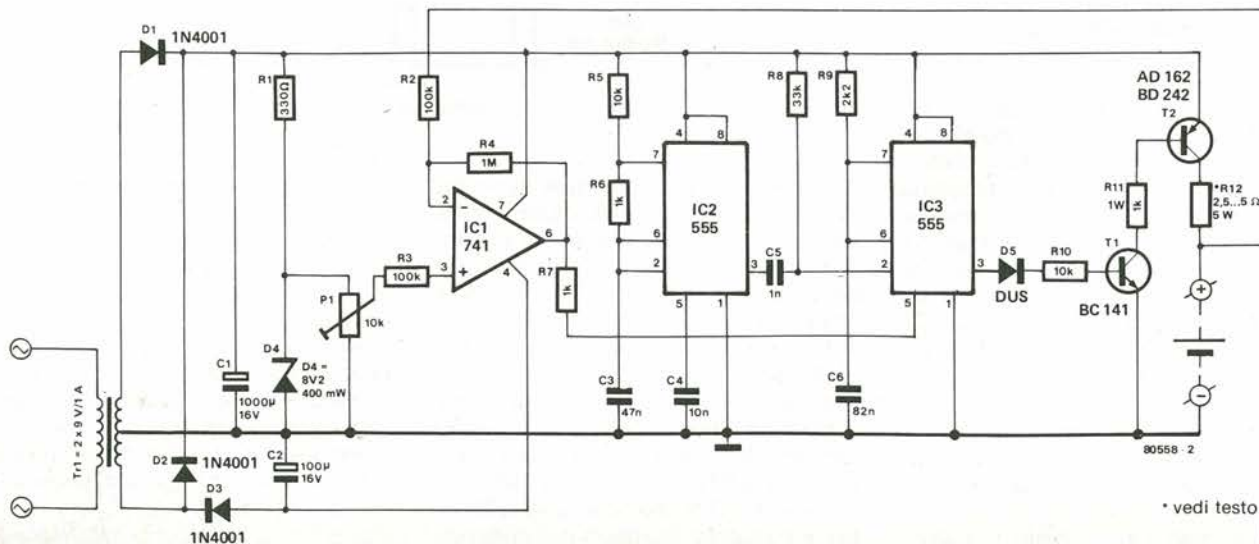 D1
1N4001
R1
330Ω
R2
100k
R4
1M
R3
100k
2
3
7
4
6
−
+
IC1
741
P1
10k
D4
D4 =
8V2
400 mW
C1
1000µ
16V
C2
100µ
16V
D2
1N4001
D3
1N4001
Tr1 = 2 x 9 V/1 A
R5
10k
R6
1k
R7
1k
4
8
7
6
2
3
5
1
IC2
555
C3
47n
C4
10n
C5
1n
R8
33k
R9
2k2
4
8
7
6
2
3
5
1
IC3
555
C6
82n
D5
DUS
R10
10k
T1
BC 141
R11
1W
1k
AD 162
BD 242
T2
*R12
2,5...5 Ω
5 W
+
−
80558 - 2
* vedi testo